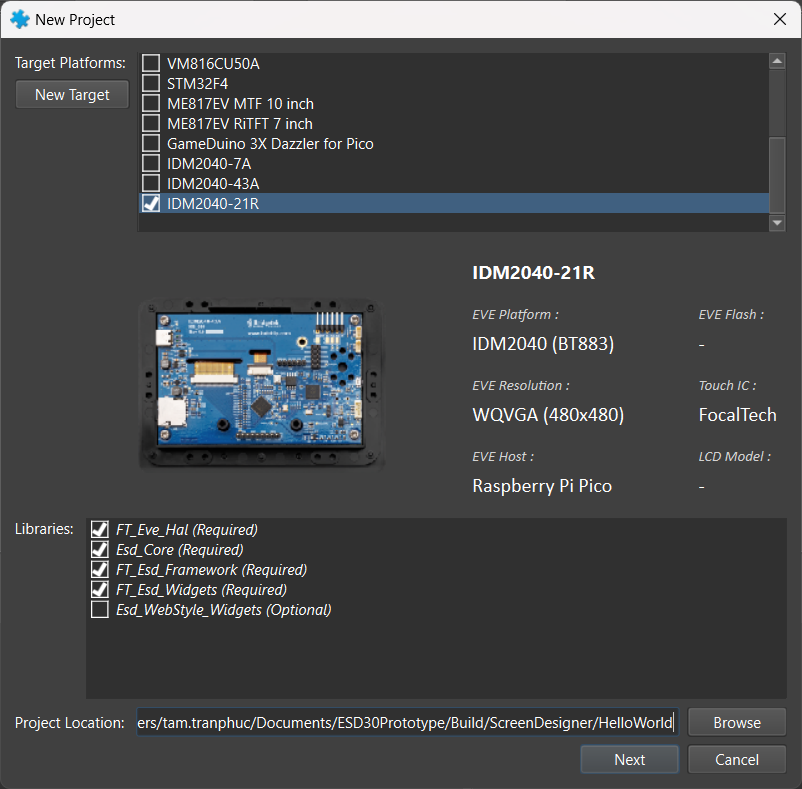 New Project
Target Platforms:
New Target
VM816CU50A
STM32F4
ME817EV MTF 10 inch
ME817EV RiTFT 7 inch
GameDuino 3X Dazzler for Pico
IDM2040-7A
IDM2040-43A
IDM2040-21R
IDM2040-21R
EVE Platform :
EVE Flash :
IDM2040 (BT883)
-
EVE Resolution :
Touch IC :
WQVGA (480x480)
FocalTech
EVE Host :
LCD Model :
Raspberry Pi Pico
-
Libraries:
FT_Eve_Hal (Required)
Esd_Core (Required)
FT_Esd_Framework (Required)
FT_Esd_Widgets (Required)
Esd_WebStyle_Widgets (Optional)
Project Location:
ers/tam.tranphuc/Documents/ESD30Prototype/Build/ScreenDesigner/HelloWorld
Browse
Next
Cancel